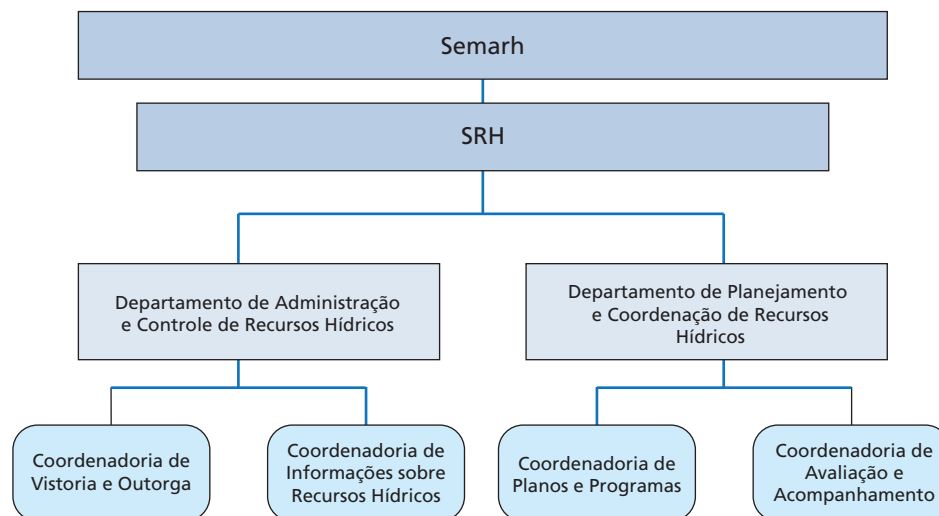 Semarh
SRH
Departamento de Administração
e Controle de Recursos Hídricos
Departamento de Planejamento
e Coordenação de Recursos
Hídricos
Coordenadoria de
Vistoria e Outorga
Coordenadoria de
Informações sobre
Recursos Hídricos
Coordenadoria de
Planos e Programas
Coordenadoria de
Avaliação e
Acompanhamento